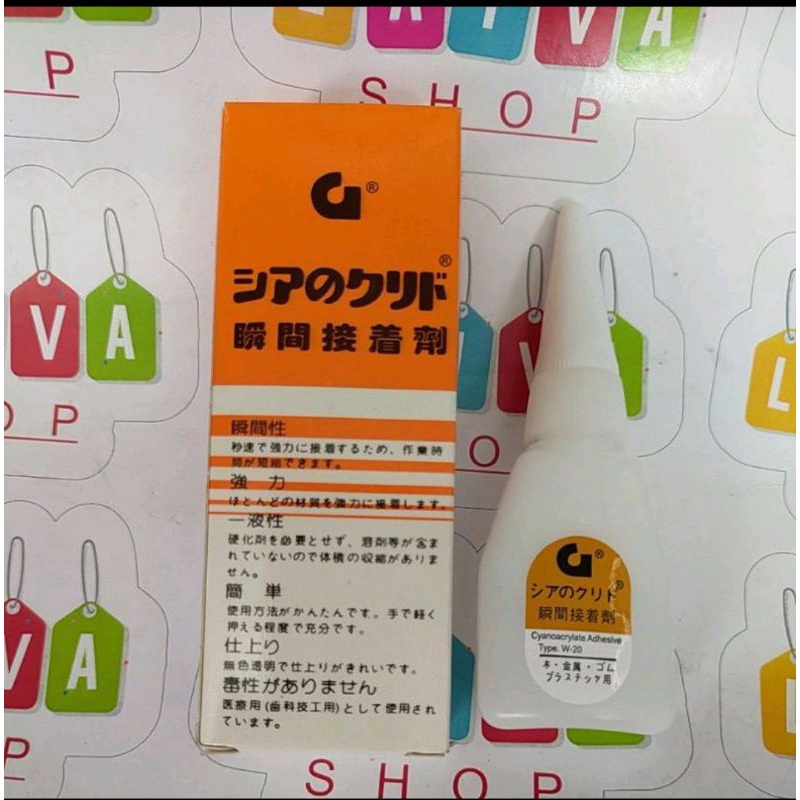 P
SHOP
G®
シアのクリド®
瞬間接着劑
瞬間性
秒速で強力に接着するため、作業時
間が短縮できます。
強 力
ほとんどの材質を強力に接着します。
一液性
硬化剤を必要とせず、溶剤等が含ま
れていないので体積の収縮がありま
せん。
簡 単
使用方法がかんたんです。手で軽く
押える程度で充分です。
仕上り
無色透明で仕上りがきれいです。
毒性がありません
医療用(歯科技工用)として使用され
ています。
G®
シアのクリド®
瞬間接着劑
Cyanoacrylate Adhesive
Type. W-20
木・金属・ゴム
プラスチック用
VA
OP
L
VA
P
SHOP
L